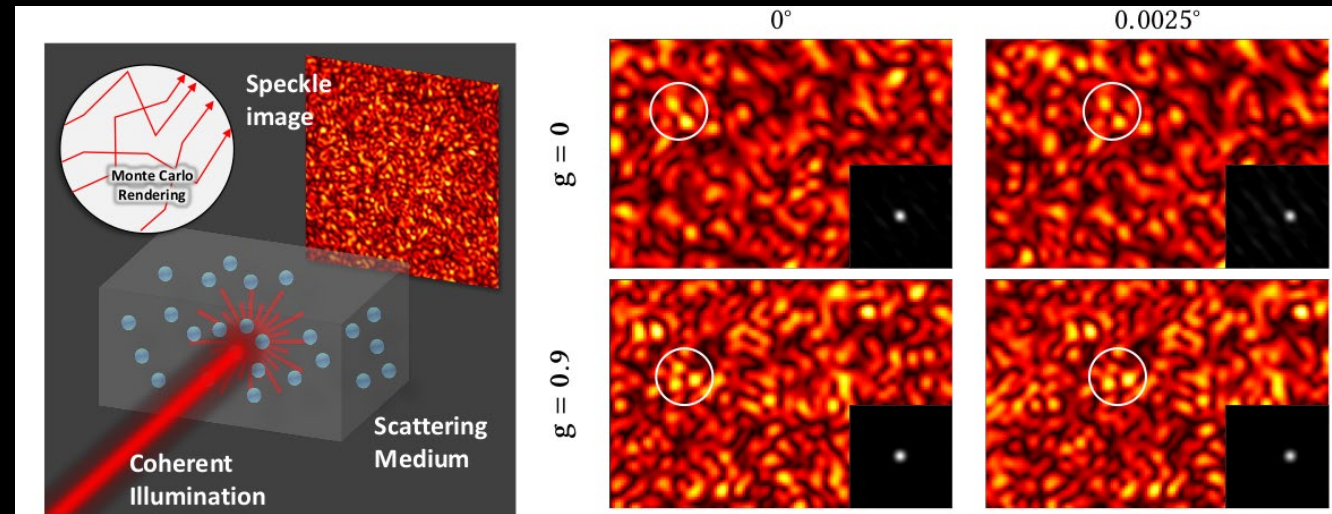 Speckle
image
Monte Carlo
Rendering
Scattering
Medium
Coherent
Illumination
0°
0.0025°
g = 0
g = 0.9